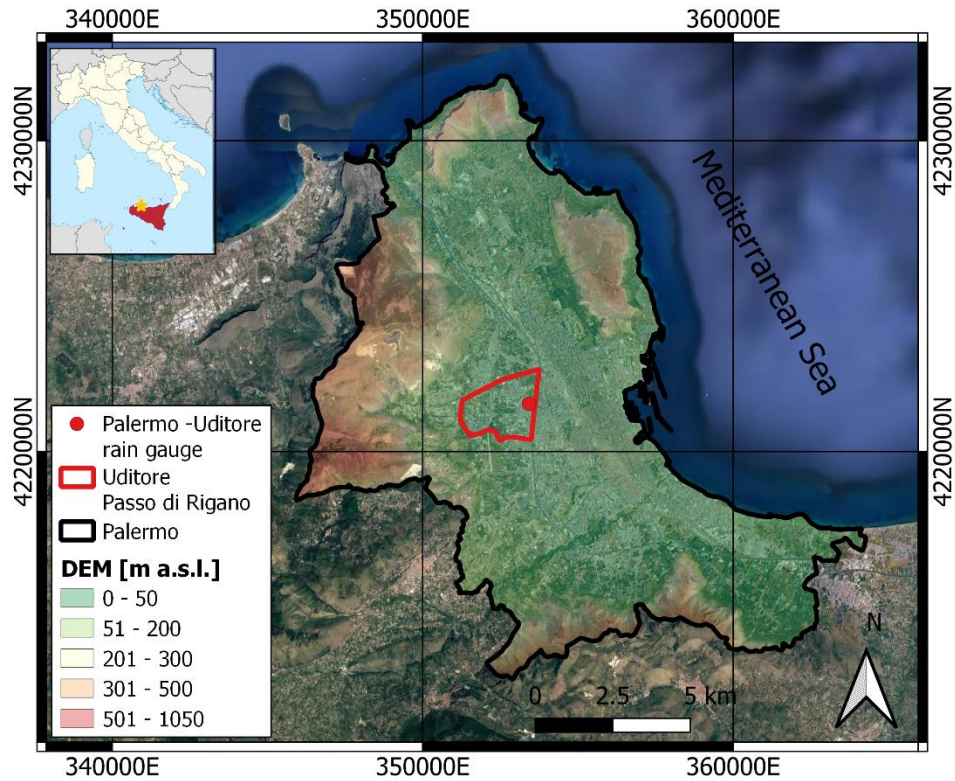 340000E
350000E
360000E
4230000N
4230000N
Mediterranean Sea
4220000N
4220000N
Palermo -Uditore
rain gauge
Uditore
Passo di Rigano
Palermo
DEM [m a.s.l.]
0 - 50
51 - 200
201 - 300
301 - 500
501 - 1050
N
0 2.5 5 km
340000E
350000E
360000E